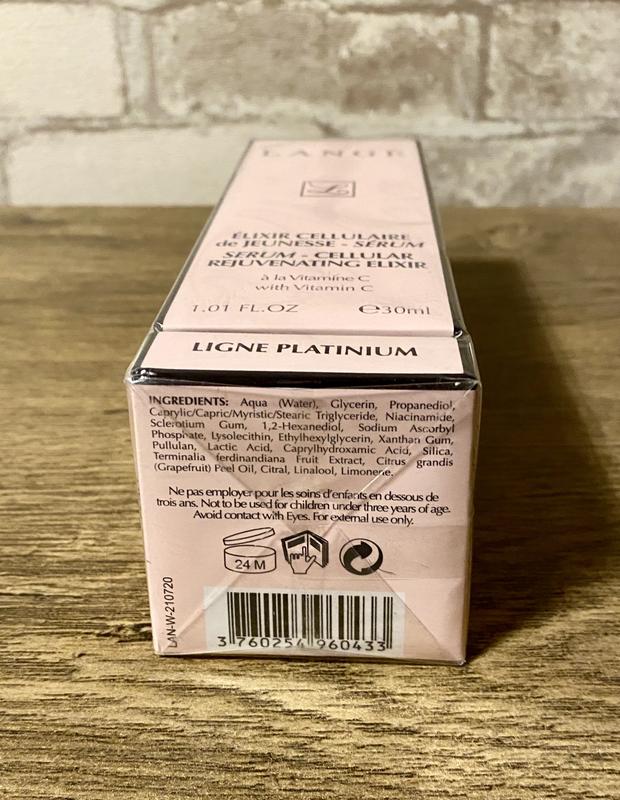 LANGE
ÉLIXIR CELLULAIRE
de JEUNESSE - SÉRUM
SERUM - CELLULAR
REJUVENATING ELIXIR
à la Vitamine C
with Vitamin C
1.01 FL.OZ ℮30ml
LIGNE PLATINIUM
INGREDIENTS: Aqua (Water), Glycerin, Propanediol,
Caprylic/Capric/Myristic/Stearic Triglyceride, Niacinamide,
Sclerotium Gum, 1,2-Hexanediol, Sodium Ascorbyl
Phosphate, Lysolecithin, Ethylhexylglycerin, Xanthan Gum,
Pullulan, Lactic Acid, Caprylhydroxamic Acid, Silica,
Terminalia ferdinandiana Fruit Extract, Citrus grandis
(Grapefruit) Peel Oil, Citral, Linalool, Limonene.
Ne pas employer pour les soins d'enfants en dessous de
trois ans. Not to be used for children under three years of age.
Avoid contact with Eyes. For external use only.
24 M
LAN-W-210720
3 760254 960433